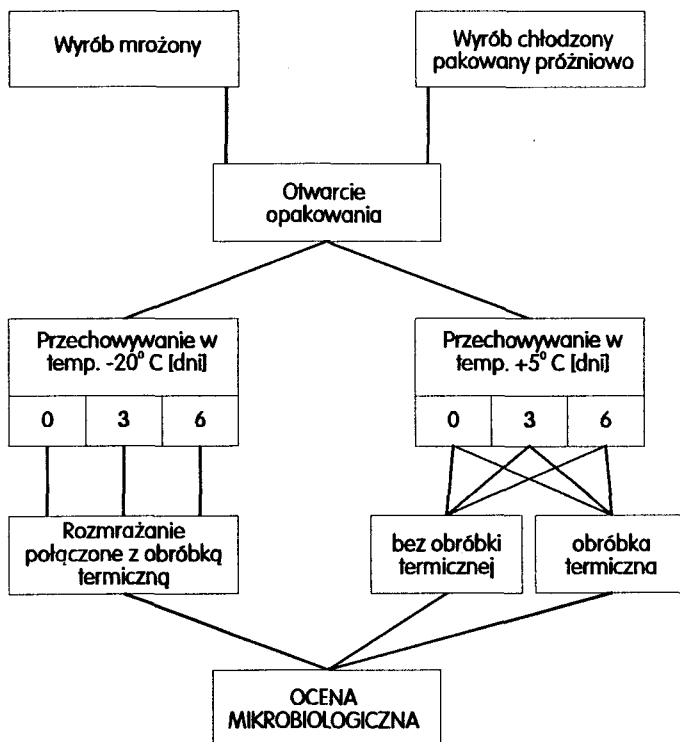 Wyrób mrożony
Wyrób chłodzony
pakowany próżniowo
Otwarcie
opakowania
Przechowywanie w
temp. -20° C [dni]
0 3 6
Przechowywanie w
temp. +5° C [dni]
0 3 6
Rozmrażanie
połączone z obróbką
termiczną
bez obróbki
termicznej
obróbka
termiczna
OCENA
MIKROBIOLOGICZNA